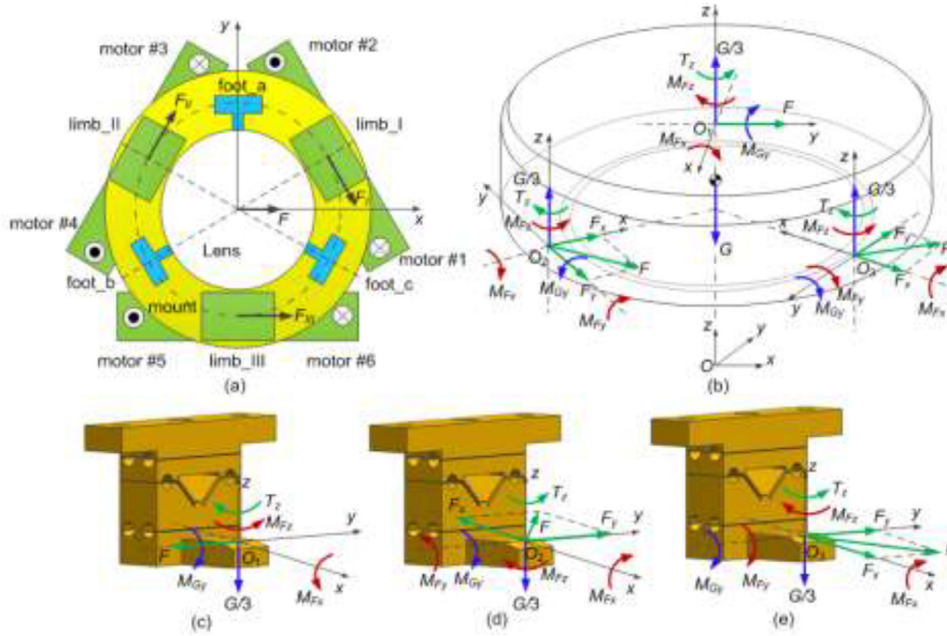 y
motor #3
motor #2
foot_a
F_II
limb_II
limb_I
F_I
F
x
motor #4
Lens
motor #1
foot_b
foot_c
mount
F_III
motor #5
limb_III
motor #6
(a)
z
G/3
T_z
M_Fz
F
O_1
y
M_Fx
x
M_Gy
z
G/3
T_z
y
M_Fz
F_x
x
O_2
F
M_Fx
M_Gy
F_y
M_Fy
G
z
G/3
T_z
M_Fz
x
F_y
F
O_3
F_x
M_Fy
M_Gy
y
M_Fx
z
y
O
x
(b)
z
T_z
M_Fz
y
F
O_1
M_Gy
M_Fx
x
G/3
(c)
z
T_z
F_x
F
F_y
y
O_2
M_Fy
M_Gy
M_Fz
M_Fx
x
G/3
(d)
z
T_z
M_Fz
F_y
y
O_3
F
M_Gy
M_Fy
F_x
M_Fx
x
G/3
(e)